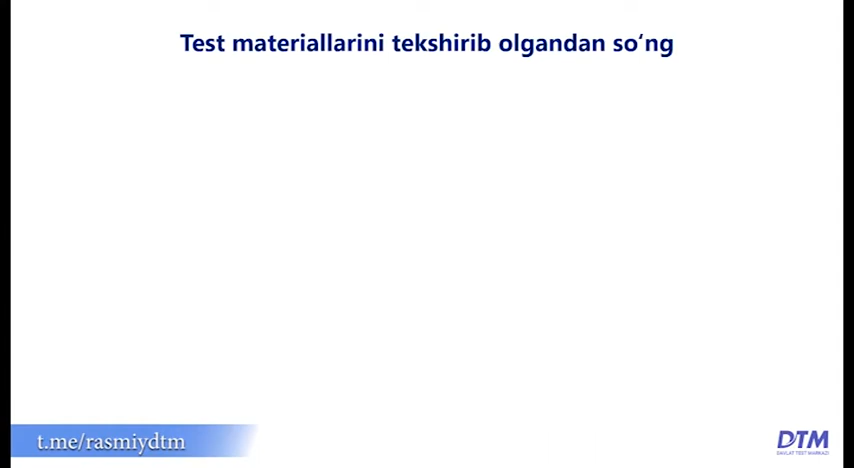 Test materiallarini tekshirib olgandan so‘ng
t.me/rasmiydtm
DTM
DAVLAT TEST MARKAZI